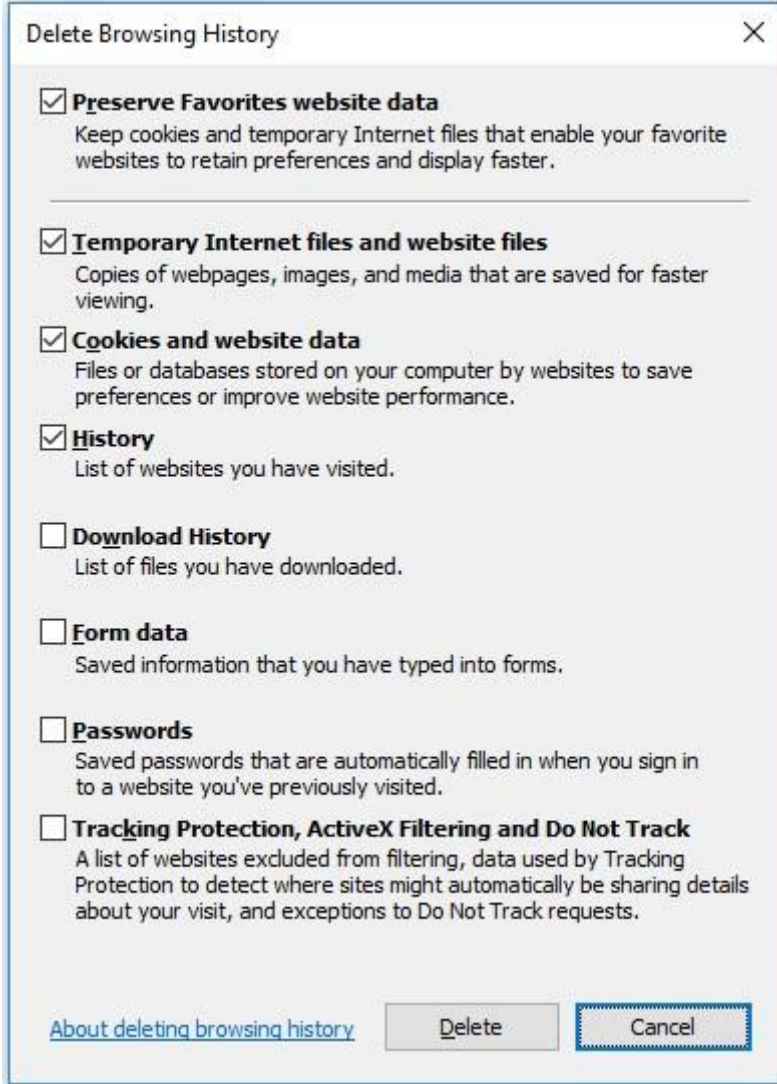 Delete Browsing History
Preserve Favorites website data
Keep cookies and temporary Internet files that enable your favorite
websites to retain preferences and display faster.
Temporary Internet files and website files
Copies of webpages, images, and media that are saved for faster
viewing.
Cookies and website data
Files or databases stored on your computer by websites to save
preferences or improve website performance.
History
List of websites you have visited.
Download History
List of files you have downloaded.
Form data
Saved information that you have typed into forms.
Passwords
Saved passwords that are automatically filled in when you sign in
to a website you've previously visited.
Tracking Protection, ActiveX Filtering and Do Not Track
A list of websites excluded from filtering, data used by Tracking
Protection to detect where sites might automatically be sharing details
about your visit, and exceptions to Do Not Track requests.
About deleting browsing history Delete Cancel